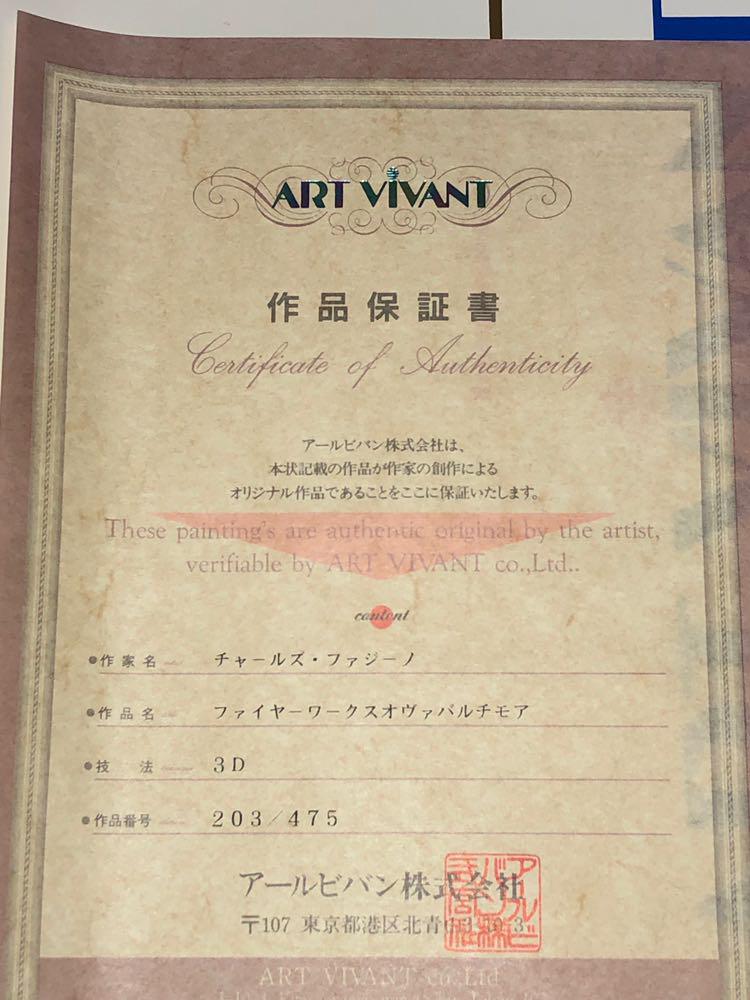 ART VIVANT
作品保証書
Certificate of Authenticity
アールビバン株式会社は、
本状記載の作品が作家の創作による
オリジナル作品であることをここに保証いたします。
These painting's are authentic original by the artist,
verifiable by ART VIVANT co.,Ltd..
content
●作家名 チャールズ・ファジーノ
●作品名 ファイヤーワークスオヴァバルチモア
●技 法 3D
●作品番号 203/475
アールビバン株式会社
〒107 東京都港区北青山3
ART VIVANT co.,Ltd